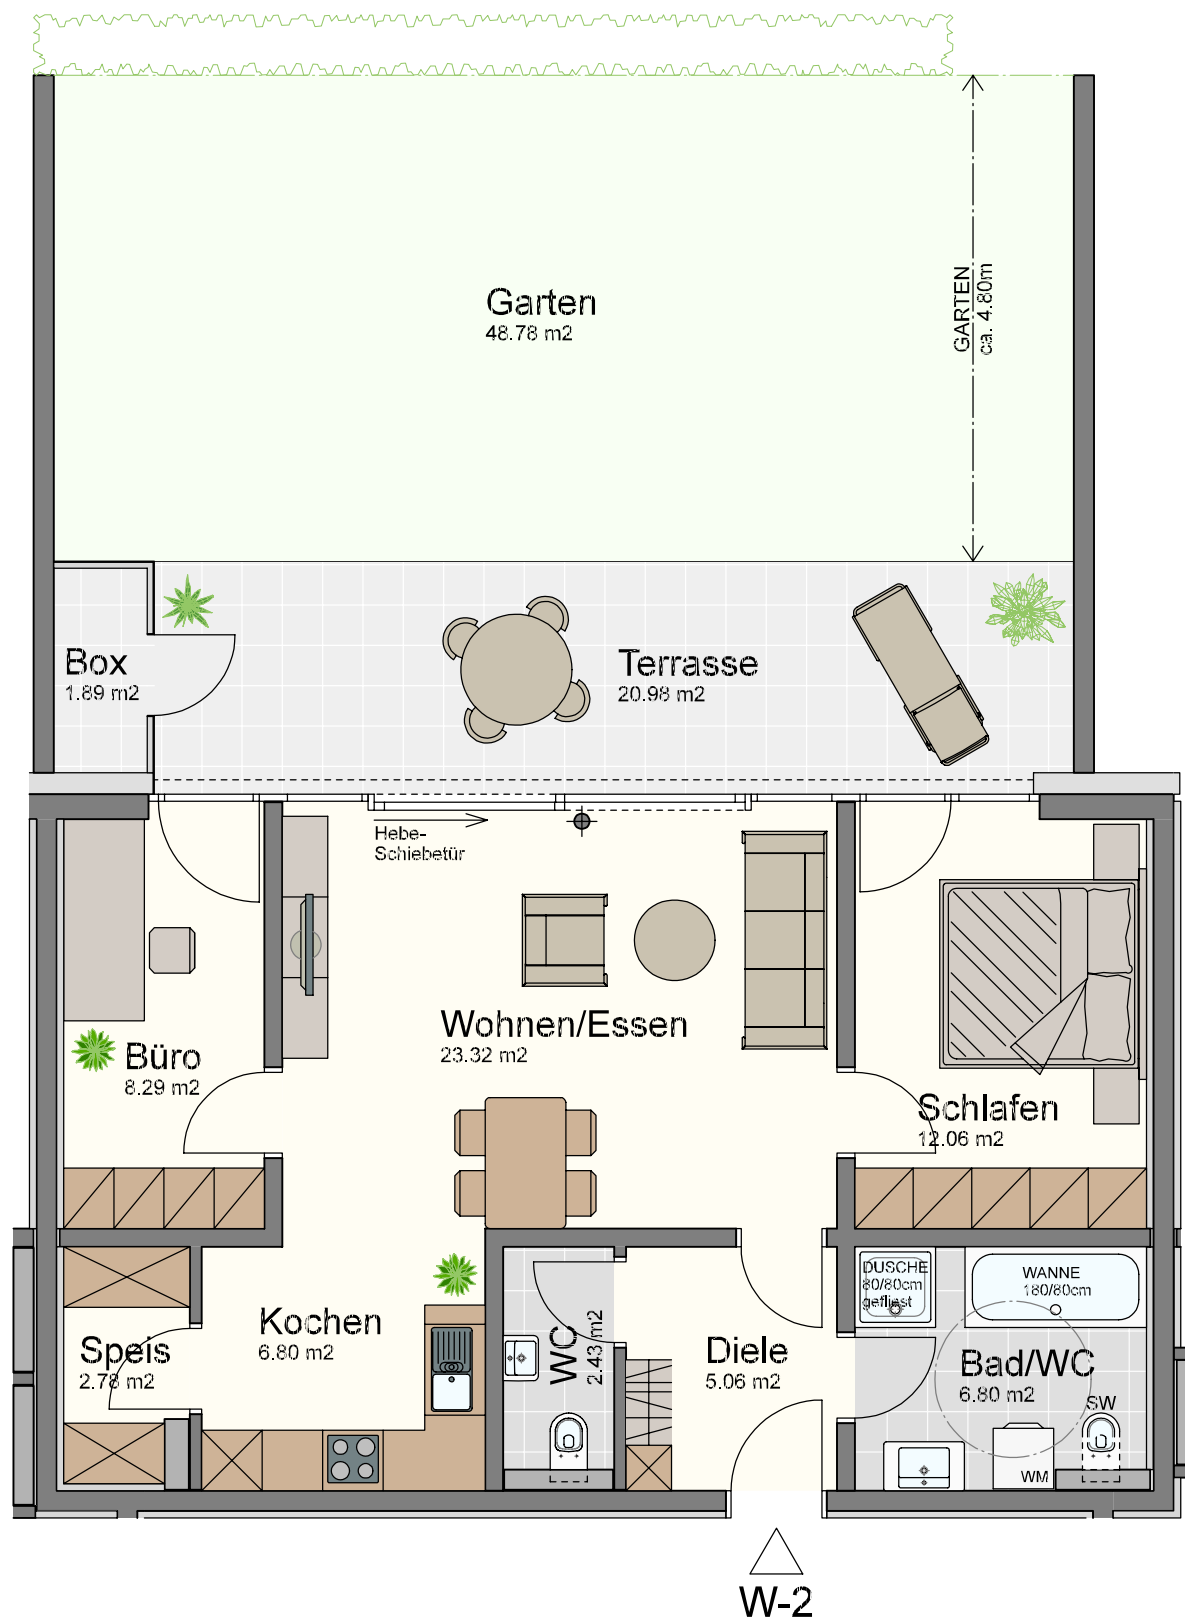 Garten
48.78 m2
GARTEN
ca. 4.80m
Box
1.89 m2
Terrasse
20.98 m2
Hebe-
Schiebetür
Wohnen/Essen
23.32 m2
Büro
8.29 m2
Schlafen
12.06 m2
DUSCHE
80/80cm
gefliest
WANNE
180/80cm
Kochen
6.80 m2
Speis
2.78 m2
WC
2.43 m2
Diele
5.06 m2
Bad/WC
6.80 m2
SW
WM
W-2